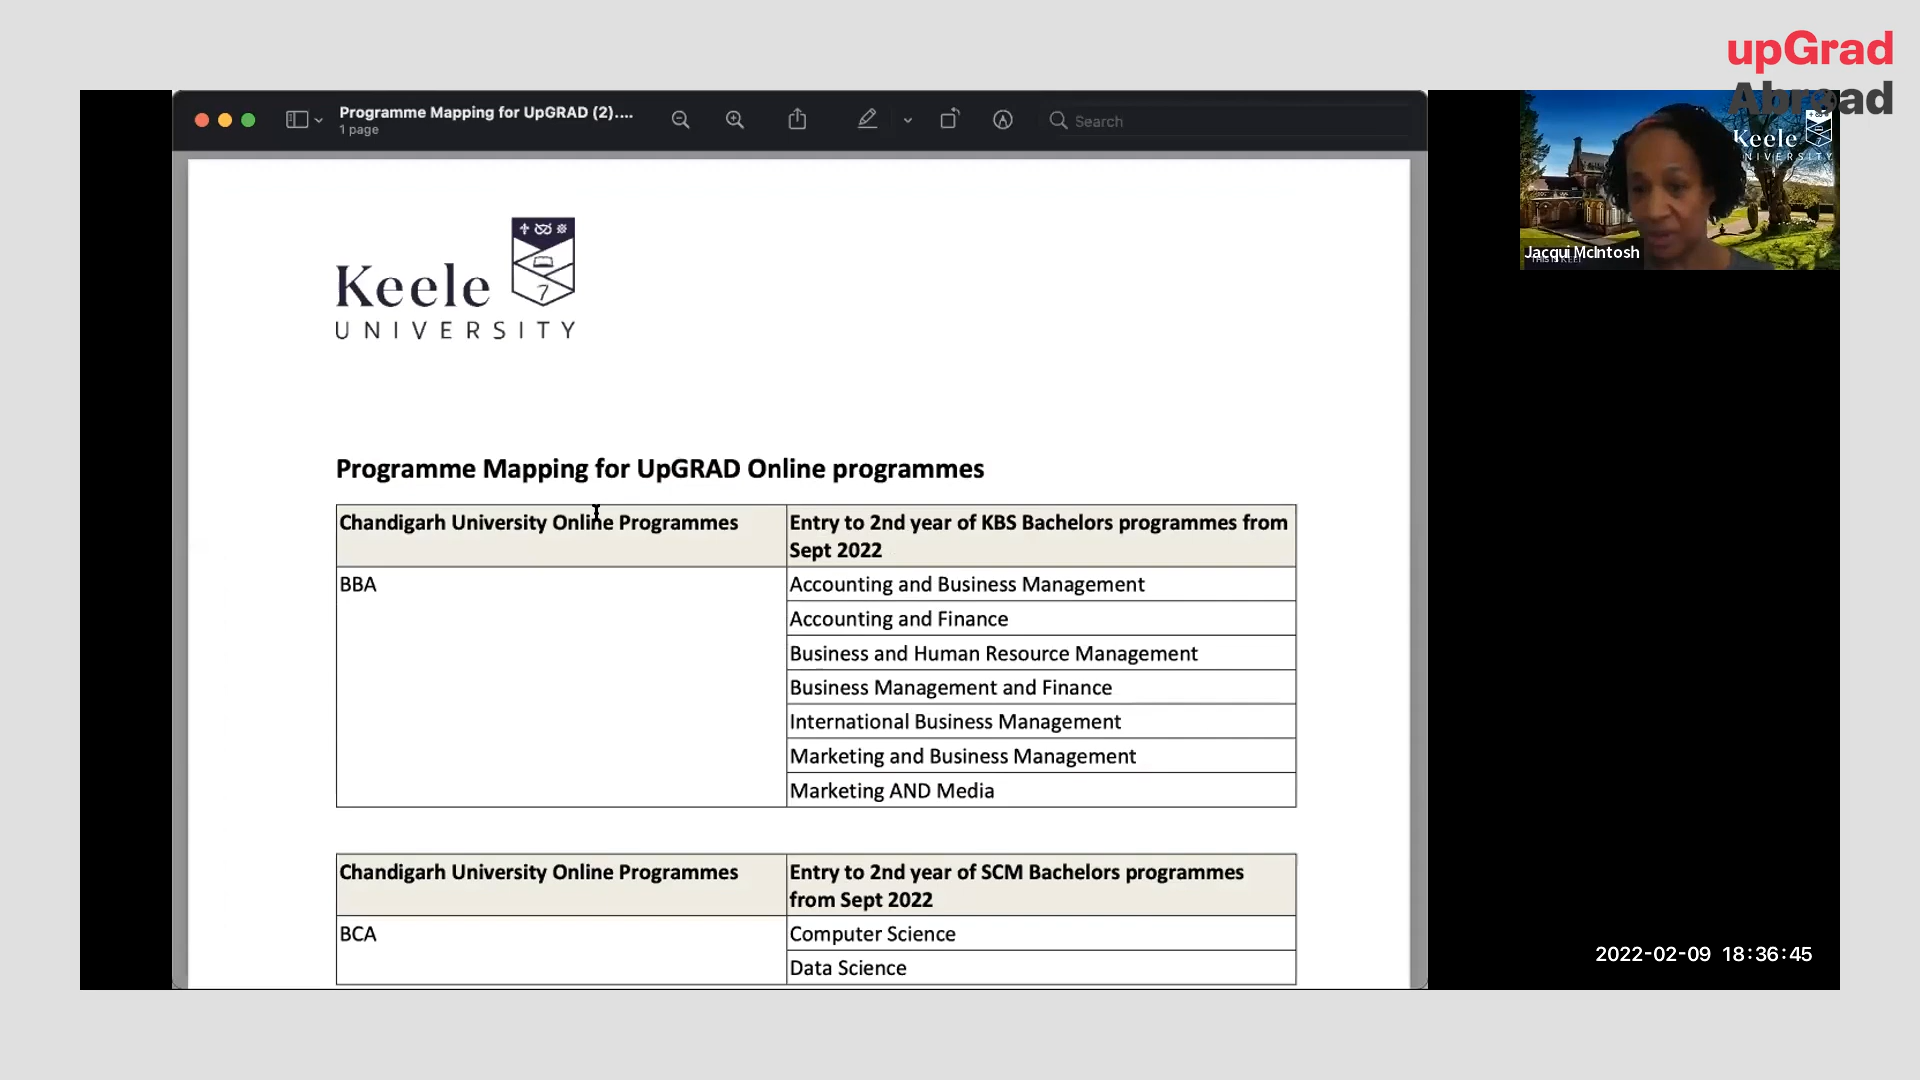 upGrad
Abroad
Programme Mapping for UpGRAD (2)....
1 page
Search
Keele
UNIVERSITY
Jacqui McIntosh
Keele
UNIVERSITY
7
Programme Mapping for UpGRAD Online programmes
Chandigarh University Online Programmes
Entry to 2nd year of KBS Bachelors programmes from
Sept 2022
BBA
Accounting and Business Management
Accounting and Finance
Business and Human Resource Management
Business Management and Finance
International Business Management
Marketing and Business Management
Marketing AND Media
Chandigarh University Online Programmes
Entry to 2nd year of SCM Bachelors programmes
from Sept 2022
BCA
Computer Science
Data Science
2022-02-09 18:36:45